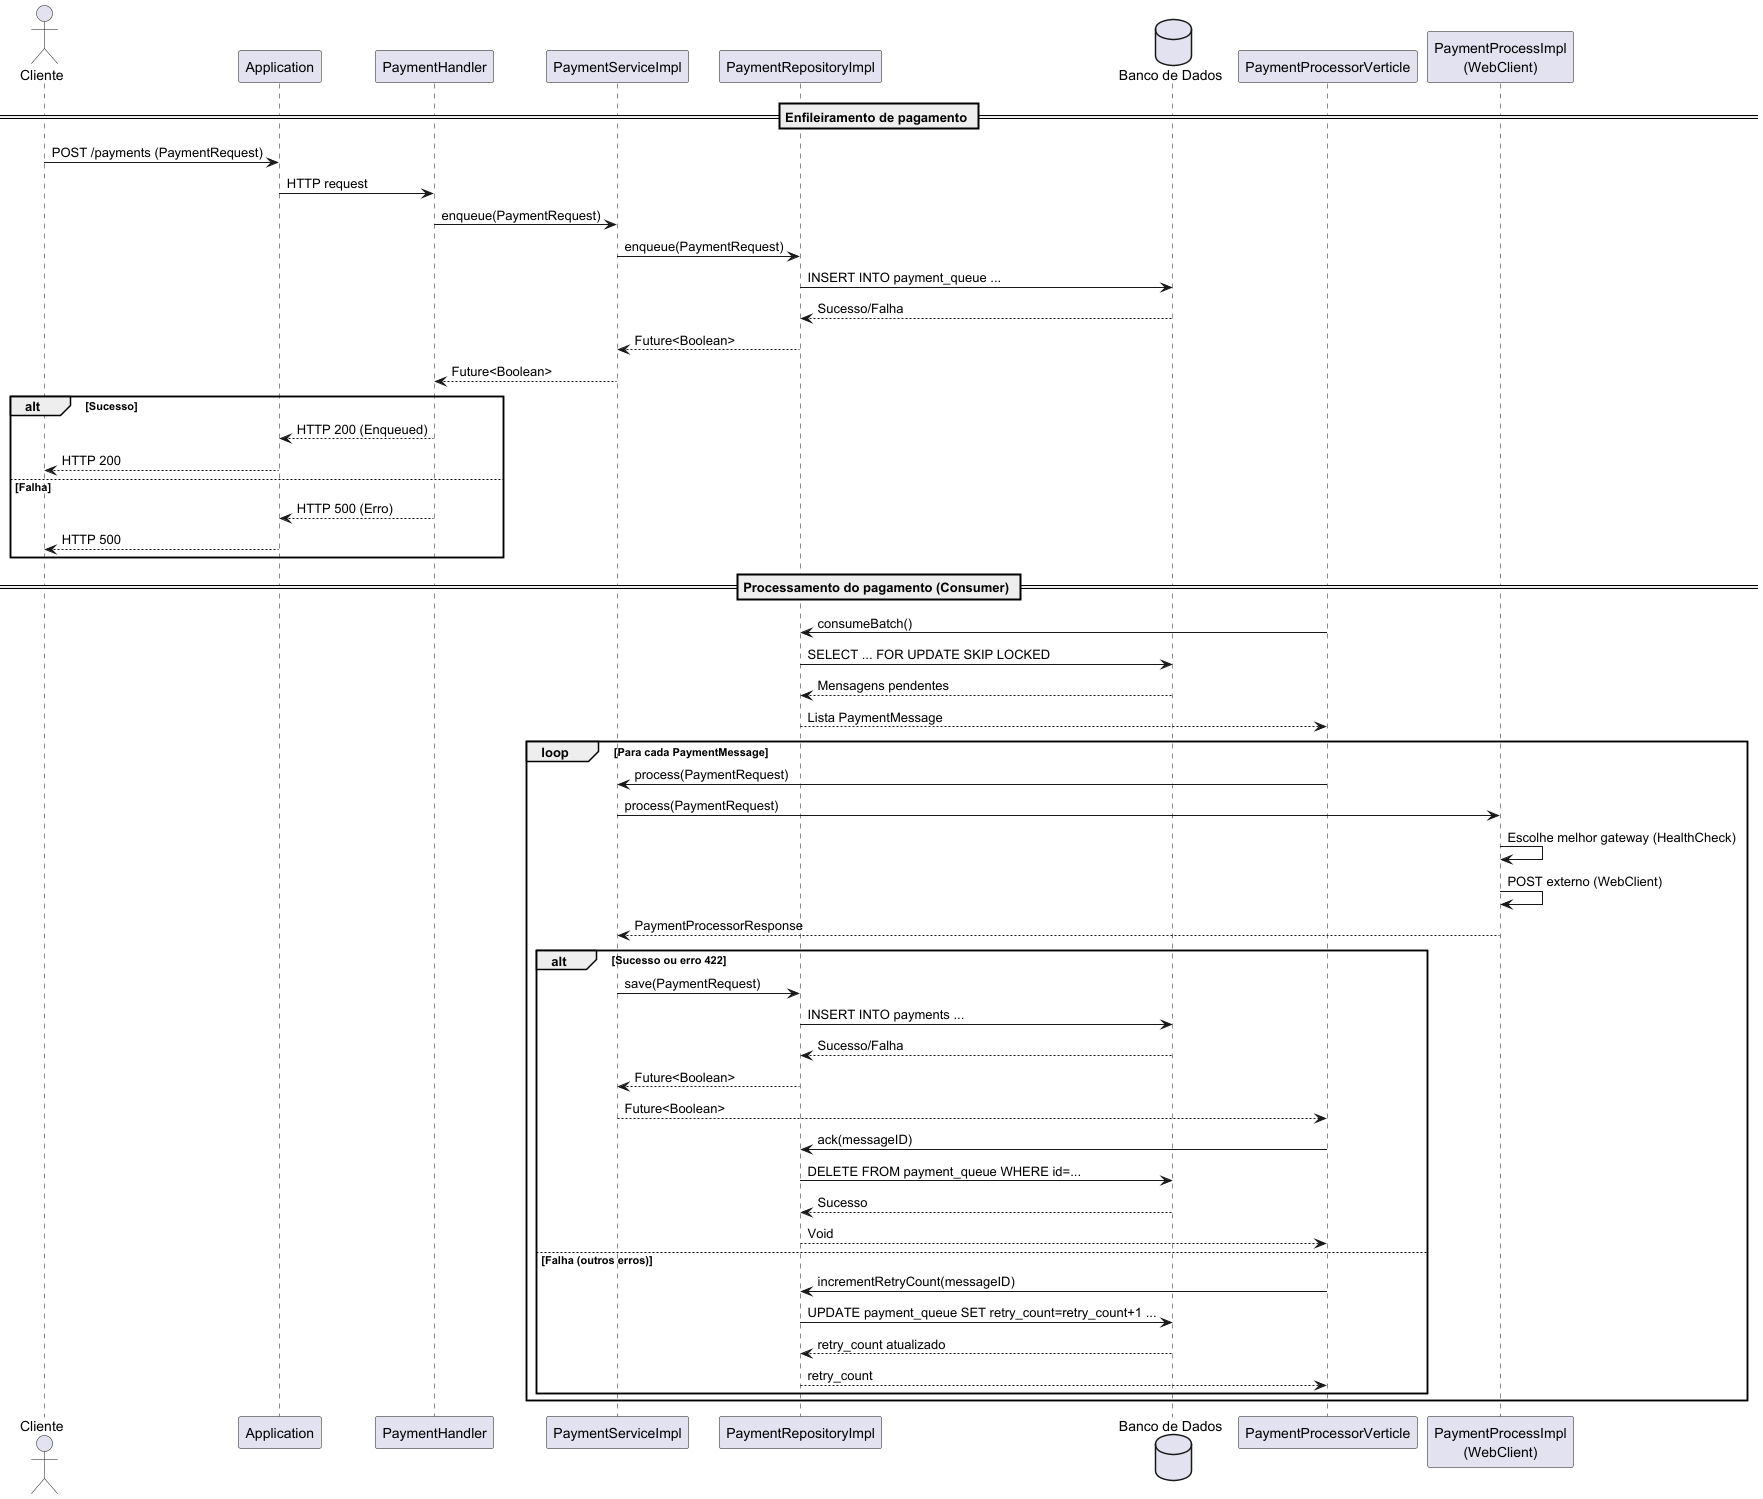 Cliente
Application
PaymentHandler
PaymentServiceImpl
PaymentRepositoryImpl
Banco de Dados
PaymentProcessorVerticle
PaymentProcessImpl
(WebClient)
Enfileiramento de pagamento
POST /payments (PaymentRequest)
HTTP request
enqueue(PaymentRequest)
enqueue(PaymentRequest)
INSERT INTO payment_queue ...
Sucesso/Falha
Future<Boolean>
Future<Boolean>
alt [Sucesso]
HTTP 200 (Enqueued)
HTTP 200
[Falha]
HTTP 500 (Erro)
HTTP 500
Processamento do pagamento (Consumer)
consumeBatch()
SELECT ... FOR UPDATE SKIP LOCKED
Mensagens pendentes
Lista PaymentMessage
loop [Para cada PaymentMessage]
process(PaymentRequest)
process(PaymentRequest)
Escolhe melhor gateway (HealthCheck)
POST externo (WebClient)
PaymentProcessorResponse
alt [Sucesso ou erro 422]
save(PaymentRequest)
INSERT INTO payments ...
Sucesso/Falha
Future<Boolean>
Future<Boolean>
ack(messageID)
DELETE FROM payment_queue WHERE id=...
Sucesso
Void
[Falha (outros erros)]
incrementRetryCount(messageID)
UPDATE payment_queue SET retry_count=retry_count+1 ...
retry_count atualizado
retry_count
Cliente
Application
PaymentHandler
PaymentServiceImpl
PaymentRepositoryImpl
Banco de Dados
PaymentProcessorVerticle
PaymentProcessImpl
(WebClient)